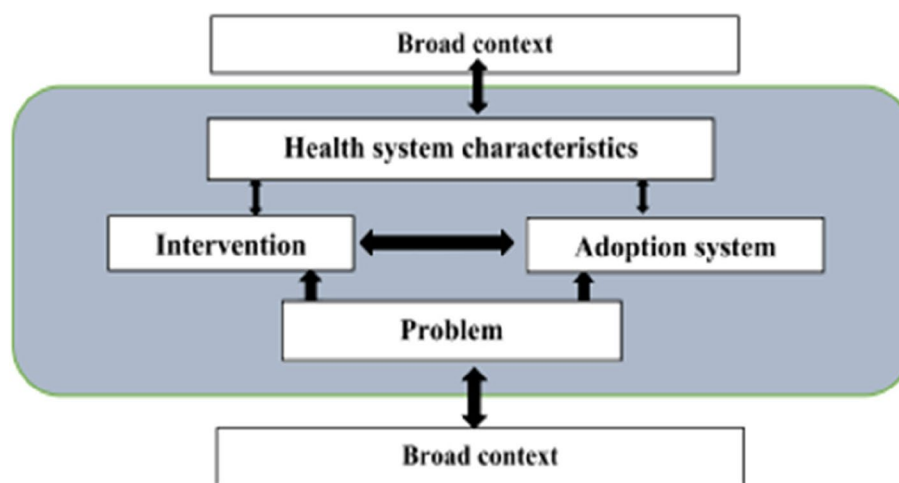 Broad context
Health system characteristics
Intervention
Adoption system
Problem
Broad context